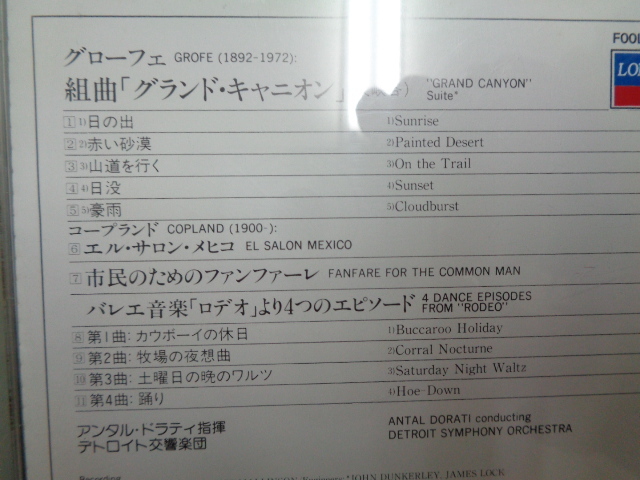 グローフェ GROFE (1892-1972):
FOOL
LON
組曲「グランド・キャニオン」 "GRAND CANYON" Suite*
1 1)日の出 1)Sunrise
2 2)赤い砂漠 2)Painted Desert
3 3)山道を行く 3)On the Trail
4 4)日没 4)Sunset
5 5)豪雨 5)Cloudburst
コープランド COPLAND (1900-):
6 エル・サロン・メヒコ EL SALON MEXICO
7 市民のためのファンファーレ FANFARE FOR THE COMMON MAN
バレエ音楽「ロデオ」より4つのエピソード 4 DANCE EPISODES FROM "RODEO"
8 第1曲: カウボーイの休日 1)Buccaroo Holiday
9 第2曲: 牧場の夜想曲 2)Corral Nocturne
10 第3曲: 土曜日の晩のワルツ 3)Saturday Night Waltz
11 第4曲: 踊り 4)Hoe-Down
アンタル・ドラティ指揮 ANTAL DORATI conducting
デトロイト交響楽団 DETROIT SYMPHONY ORCHESTRA
*JOHN DUNKERLEY, JAMES LOCK